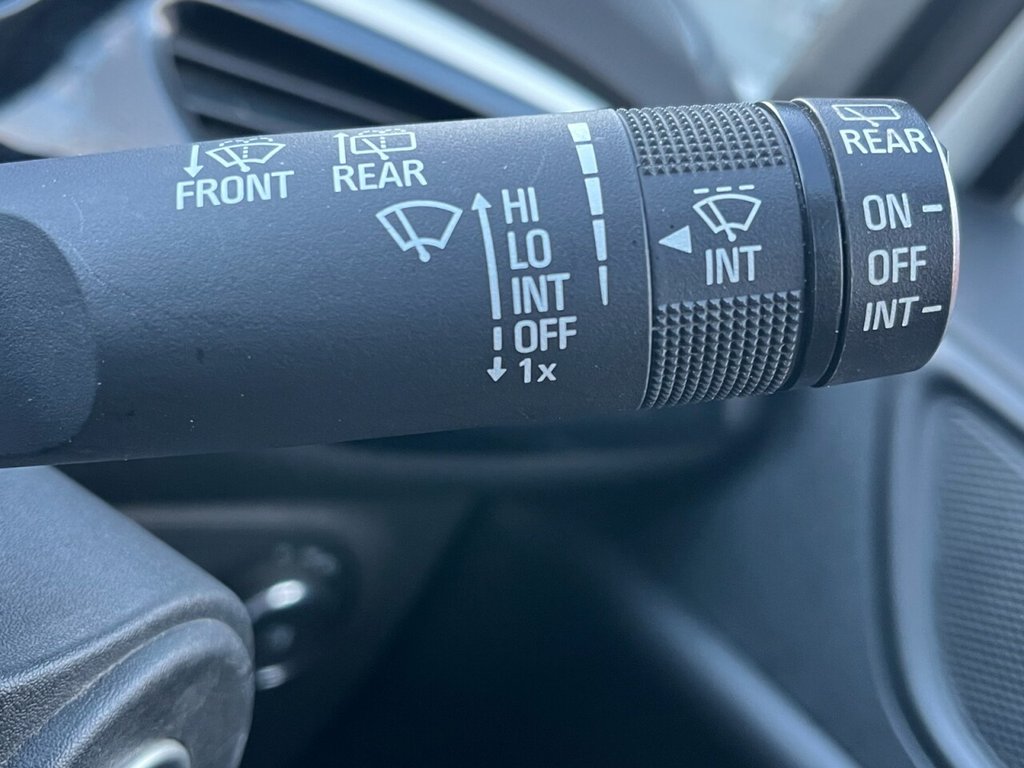 FRONT
REAR
HI
LO
INT
OFF
1x
INT
REAR
ON
OFF
INT